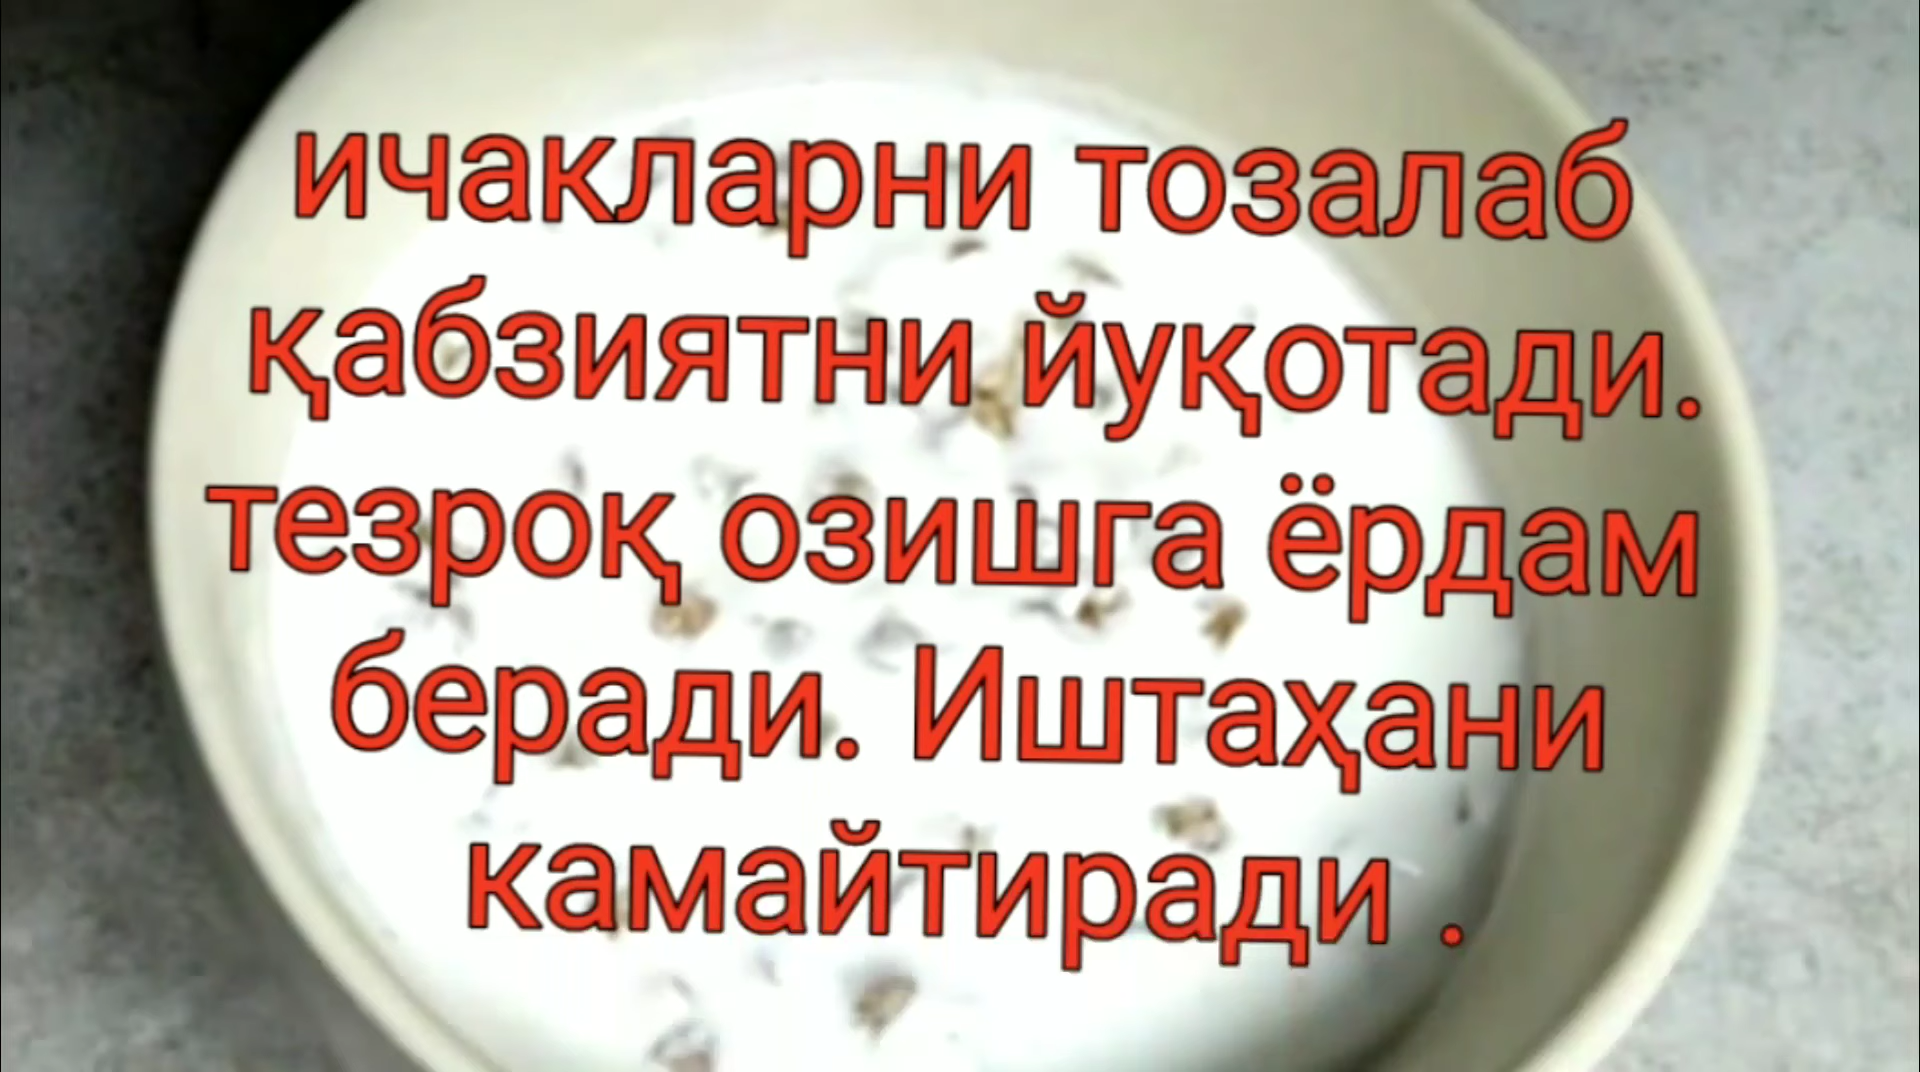 ичакларни тозалаб
қабзиятни йуқотади.
тезроқ озишга ёрдам
беради. Иштаҳани
камайтиради .